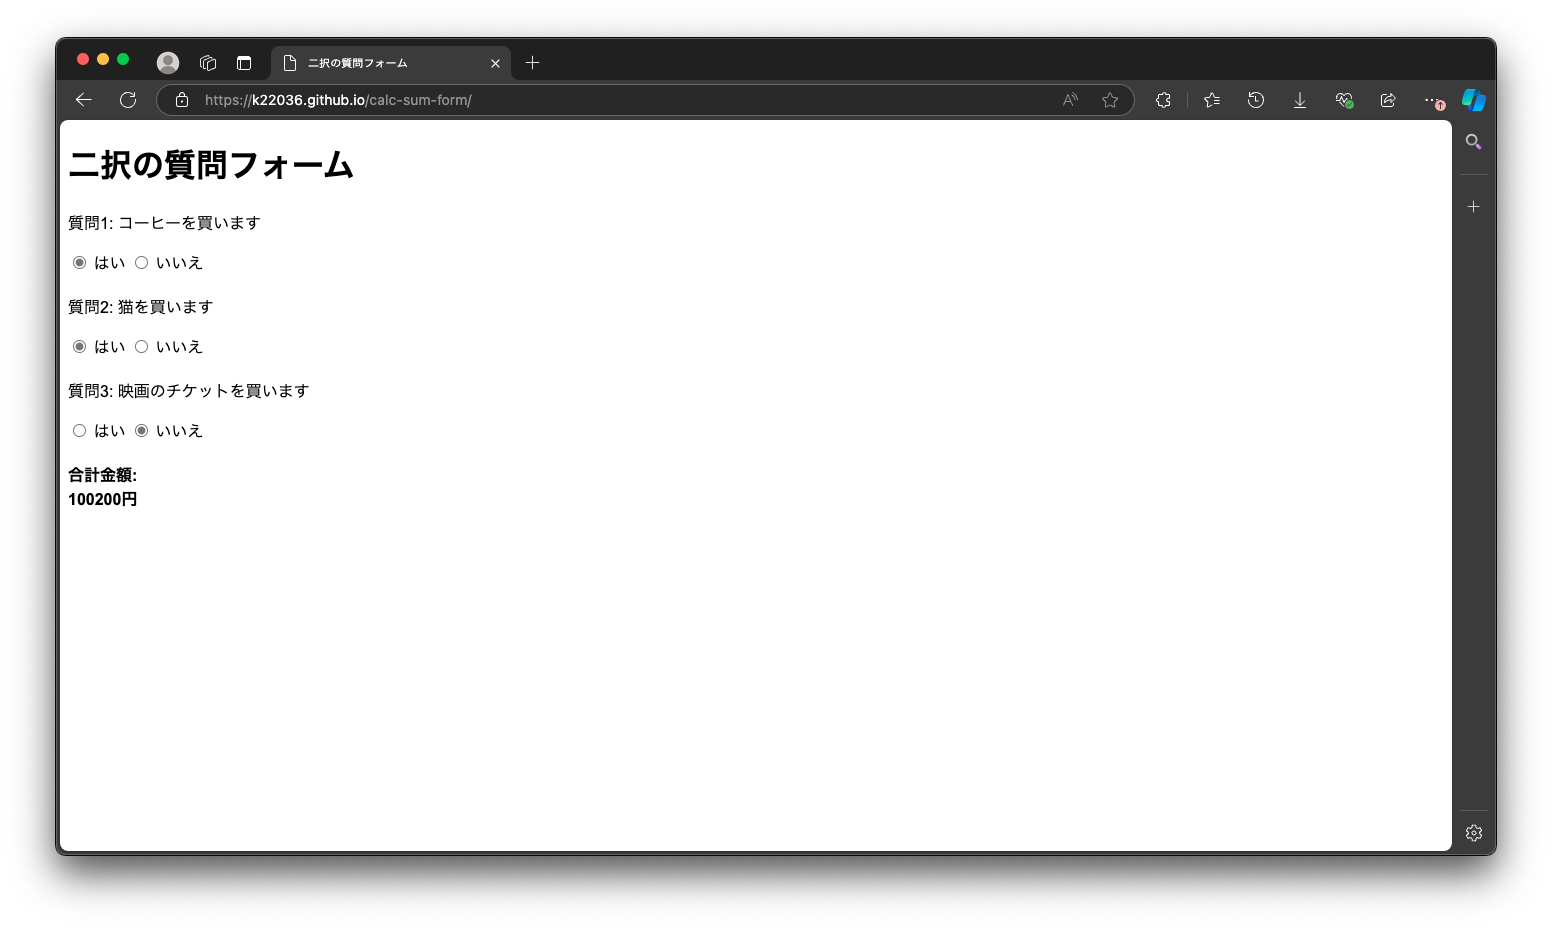 二択の質問フォーム
https://k22036.github.io/calc-sum-form/
二択の質問フォーム
質問1: コーヒーを買います
はい いいえ
質問2: 猫を買います
はい いいえ
質問3: 映画のチケットを買います
はい いいえ
合計金額:
100200円